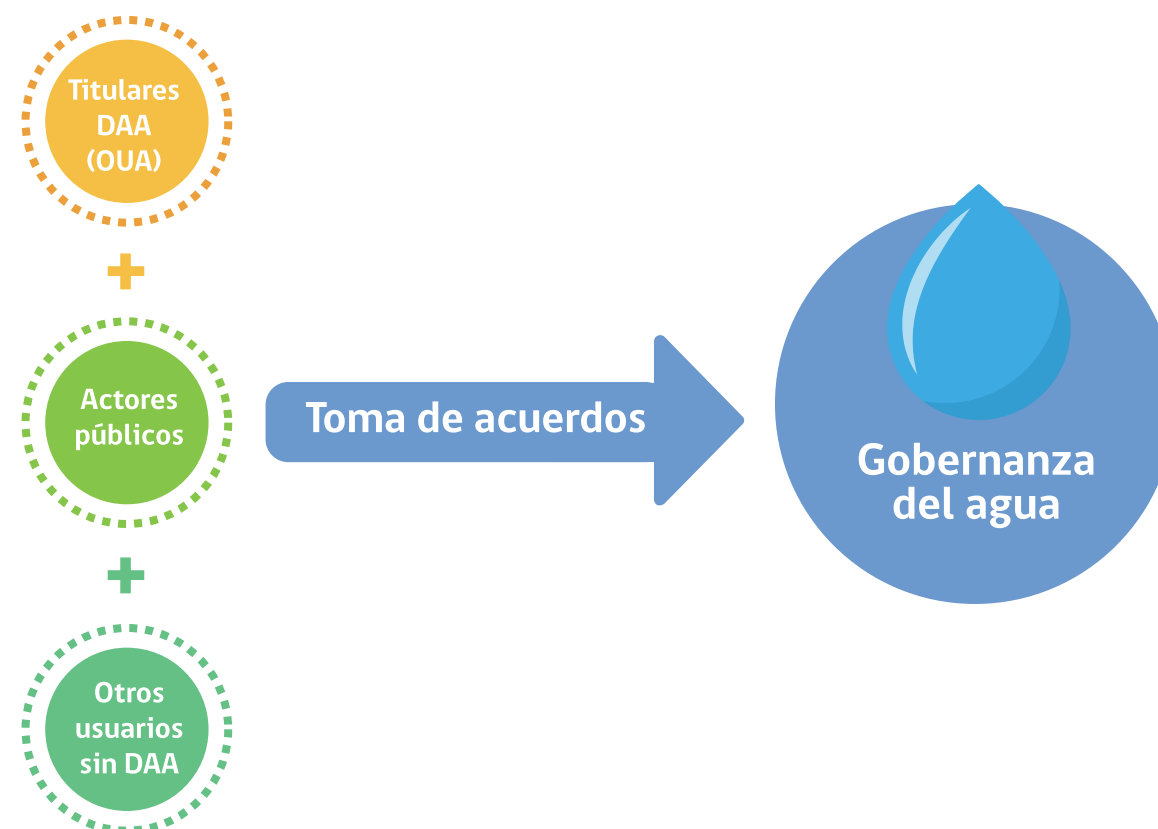 Titulares
DAA
(OUA)
+
Actores
públicos
+
Otros
usuarios
sin DAA
Toma de acuerdos
Gobernanza
del agua